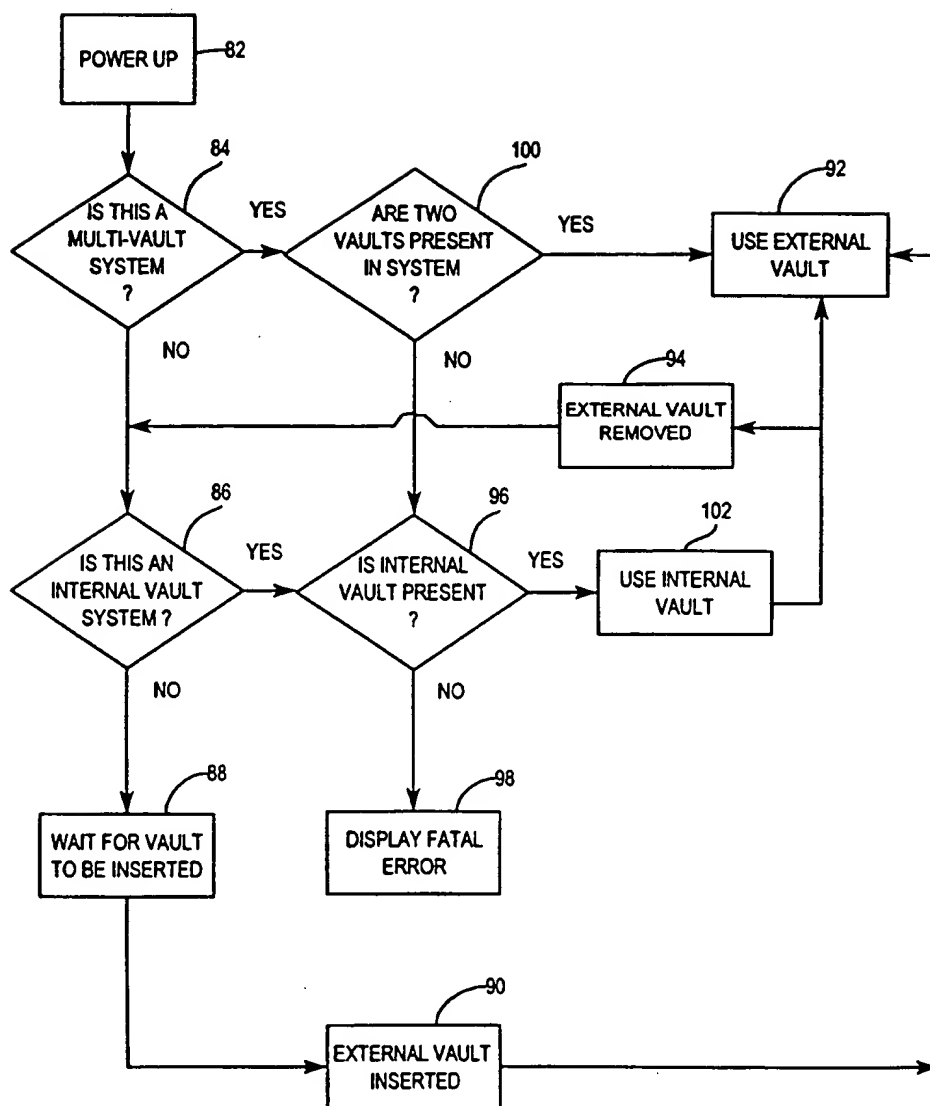 POWER UP
82
84
IS THIS A
MULTI-VAULT
SYSTEM
?
YES
NO
100
ARE TWO
VAULTS PRESENT
IN SYSTEM
?
YES
NO
92
USE EXTERNAL
VAULT
94
EXTERNAL VAULT
REMOVED
86
IS THIS AN
INTERNAL VAULT
SYSTEM ?
YES
NO
96
IS INTERNAL
VAULT PRESENT
?
YES
NO
102
USE INTERNAL
VAULT
88
WAIT FOR VAULT
TO BE INSERTED
98
DISPLAY FATAL
ERROR
90
EXTERNAL VAULT
INSERTED